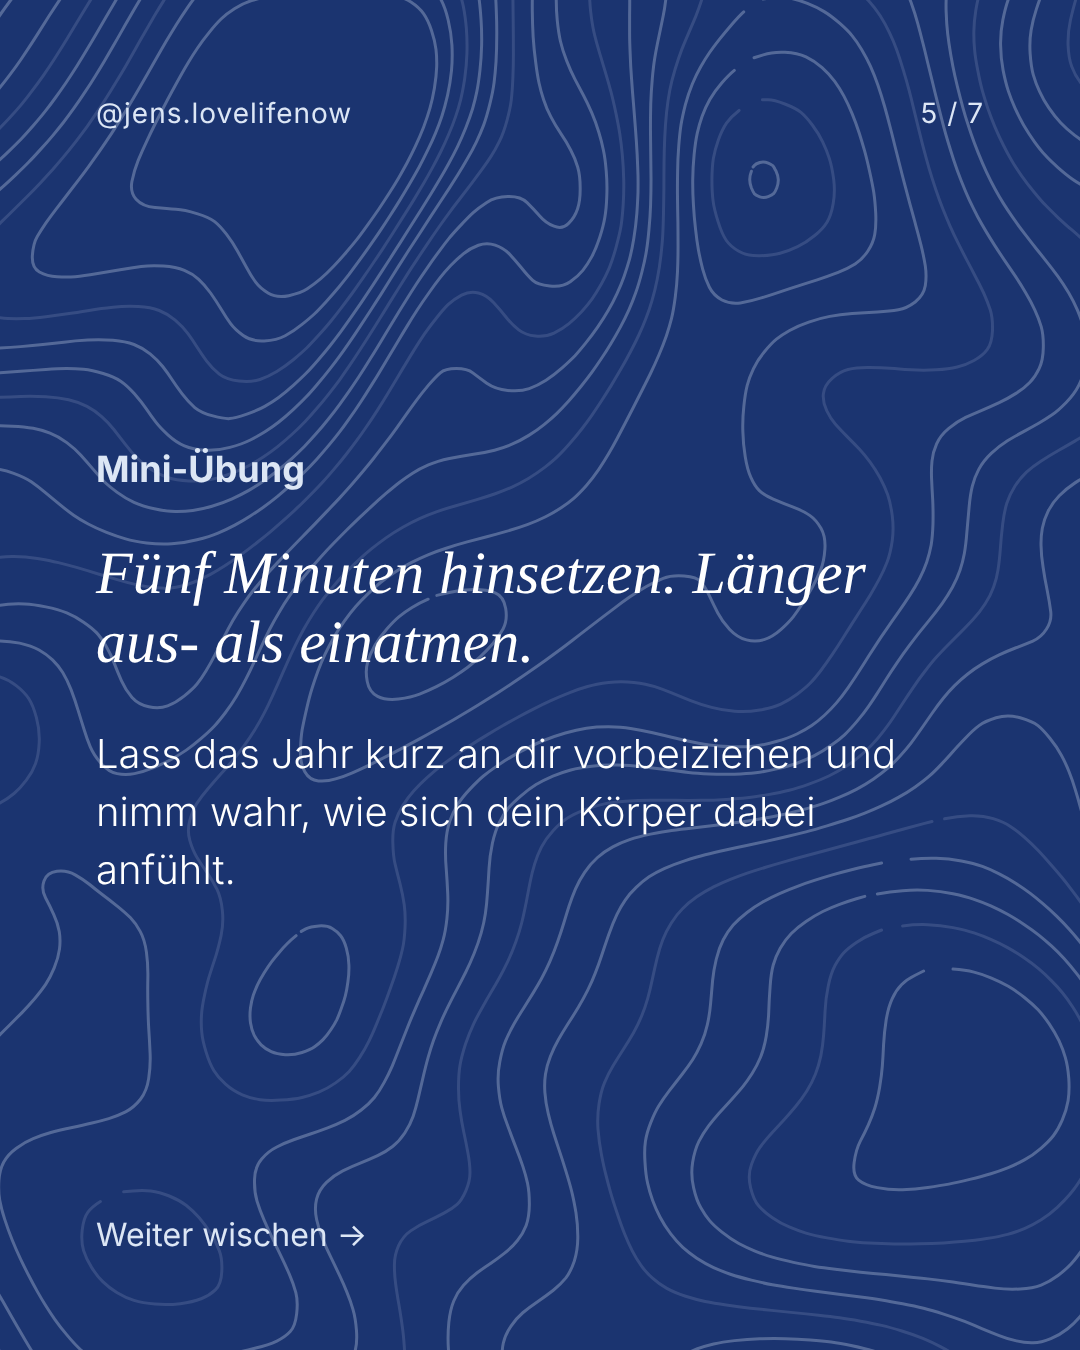 @jens.lovelifenow
5 / 7
Mini-Übung
Fünf Minuten hinsetzen. Länger
aus- als einatmen.
Lass das Jahr kurz an dir vorbeiziehen und
nimm wahr, wie sich dein Körper dabei
anfühlt.
Weiter wischen →